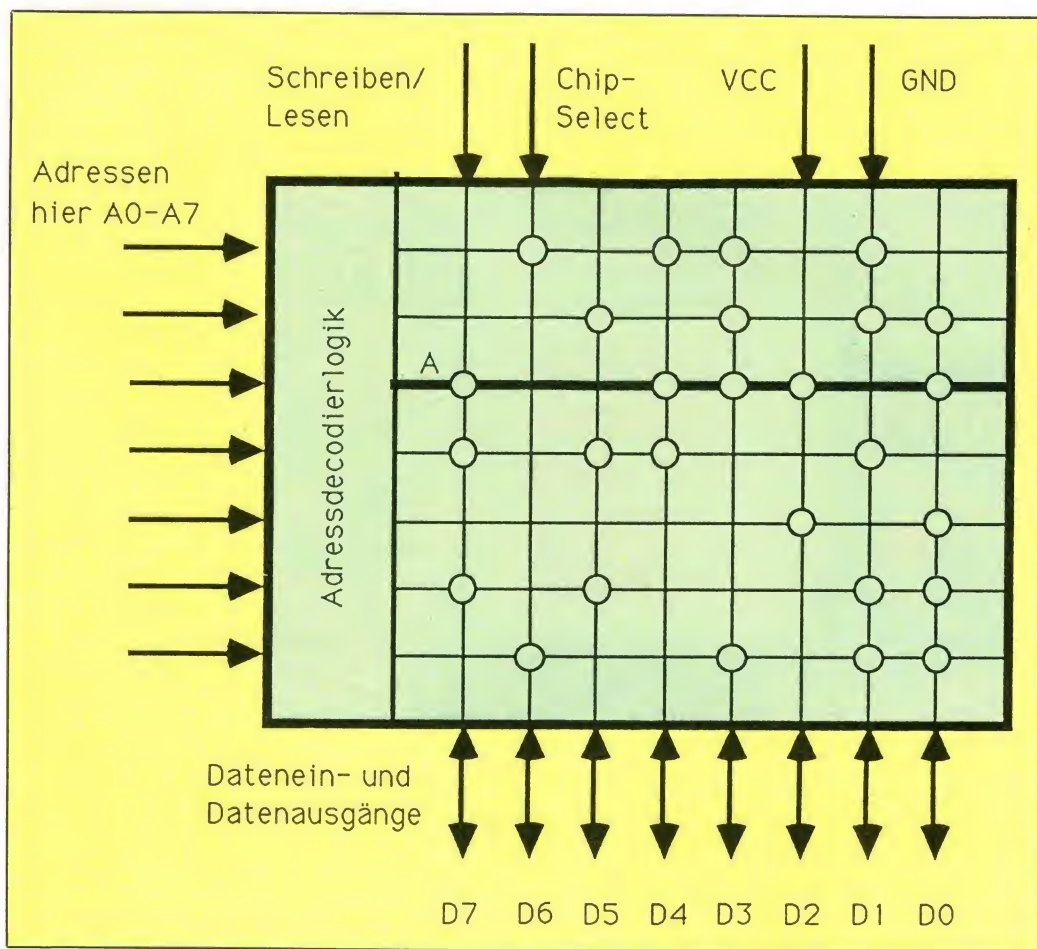 Schreiben/
Lesen
Chip-
Select
VCC
GND
Adressen
hier A0-A7
A
Adressdecodierlogik
Datenein- und
Datenausgänge
D7 D6 D5 D4 D3 D2 D1 D0